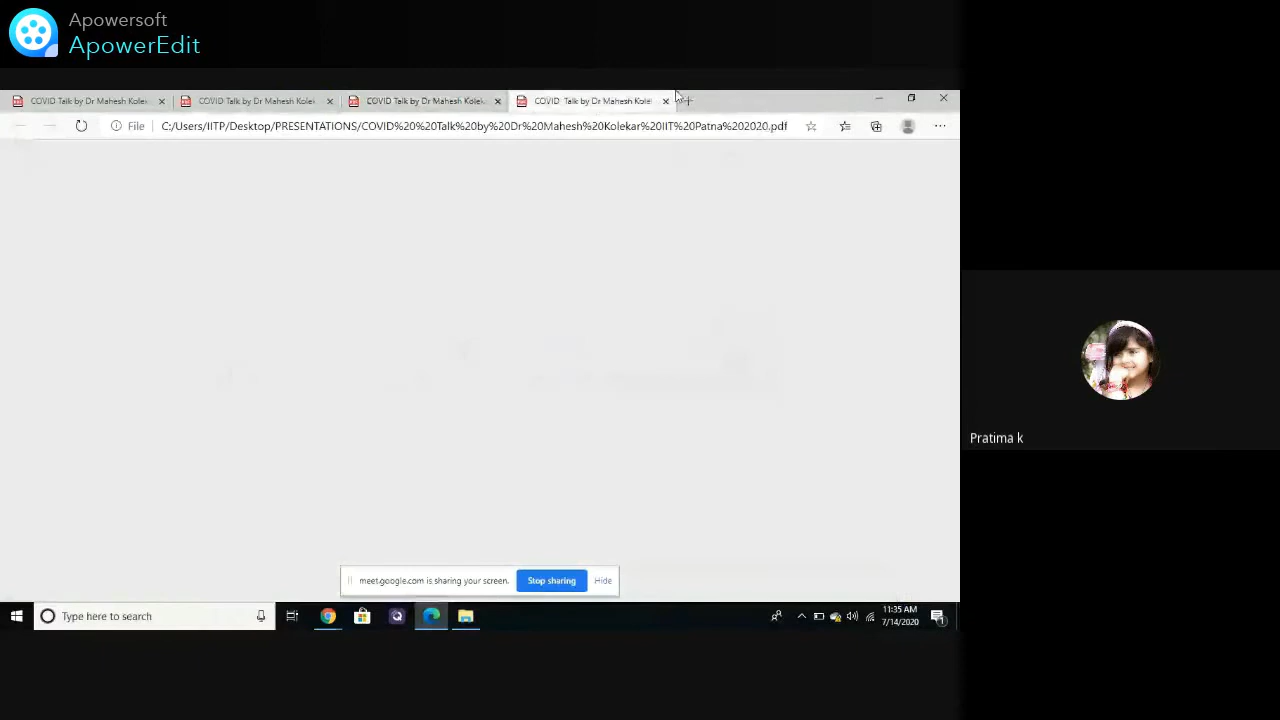 Apowersoft
ApowerEdit
COVID Talk by Dr Mahesh Kolek
COVID Talk by Dr Mahesh Kolek
COVID Talk by Dr Mahesh Kolek
COVID Talk by Dr Mahesh Kolek
File C:/Users/IITP/Desktop/PRESENTATIONS/COVID%20%20Talk%20by%20Dr%20Mahesh%20Kolekar%20IIT%20Patna%202020.pdf
Pratima k
meet.google.com is sharing your screen. Stop sharing Hide
Type here to search
11:35 AM
7/14/2020
1